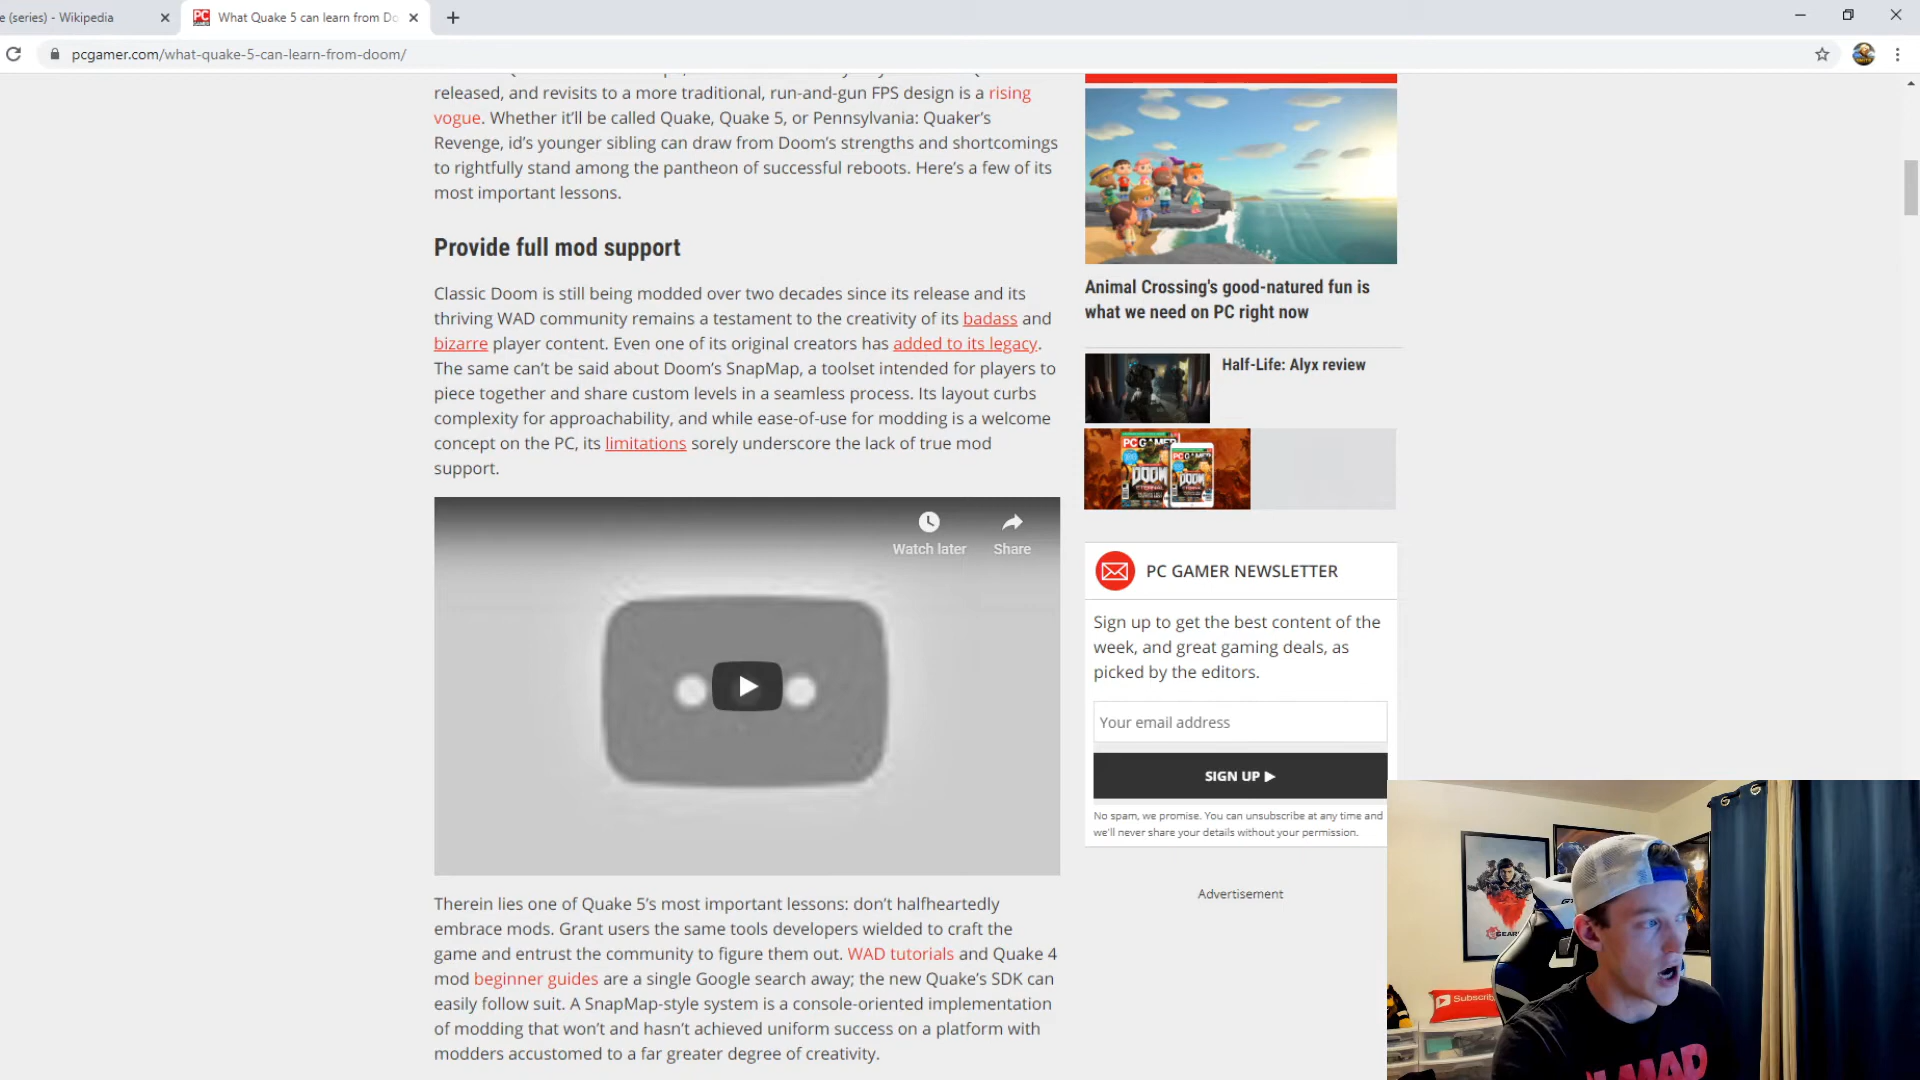 e (series) - Wikipedia
What Quake 5 can learn from Do
pcgamer.com/what-quake-5-can-learn-from-doom/
released, and revisits to a more traditional, run-and-gun FPS design is a rising
vogue. Whether it’ll be called Quake, Quake 5, or Pennsylvania: Quaker’s
Revenge, id’s younger sibling can draw from Doom’s strengths and shortcomings
to rightfully stand among the pantheon of successful reboots. Here’s a few of its
most important lessons.
Provide full mod support
Classic Doom is still being modded over two decades since its release and its
thriving WAD community remains a testament to the creativity of its badass and
bizarre player content. Even one of its original creators has added to its legacy.
The same can’t be said about Doom’s SnapMap, a toolset intended for players to
piece together and share custom levels in a seamless process. Its layout curbs
complexity for approachability, and while ease-of-use for modding is a welcome
concept on the PC, its limitations sorely underscore the lack of true mod
support.
Watch later
Share
Therein lies one of Quake 5’s most important lessons: don’t halfheartedly
embrace mods. Grant users the same tools developers wielded to craft the
game and entrust the community to figure them out. WAD tutorials and Quake 4
mod beginner guides are a single Google search away; the new Quake’s SDK can
easily follow suit. A SnapMap-style system is a console-oriented implementation
of modding that won’t and hasn’t achieved uniform success on a platform with
modders accustomed to a far greater degree of creativity.
Animal Crossing's good-natured fun is
what we need on PC right now
Half-Life: Alyx review
PC GAMER
DOOM
DOOM
PC GAMER NEWSLETTER
Sign up to get the best content of the
week, and great gaming deals, as
picked by the editors.
Your email address
SIGN UP ▶
No spam, we promise. You can unsubscribe at any time and
we'll never share your details without your permission.
Advertisement
GEARS
Subscrib
MAD